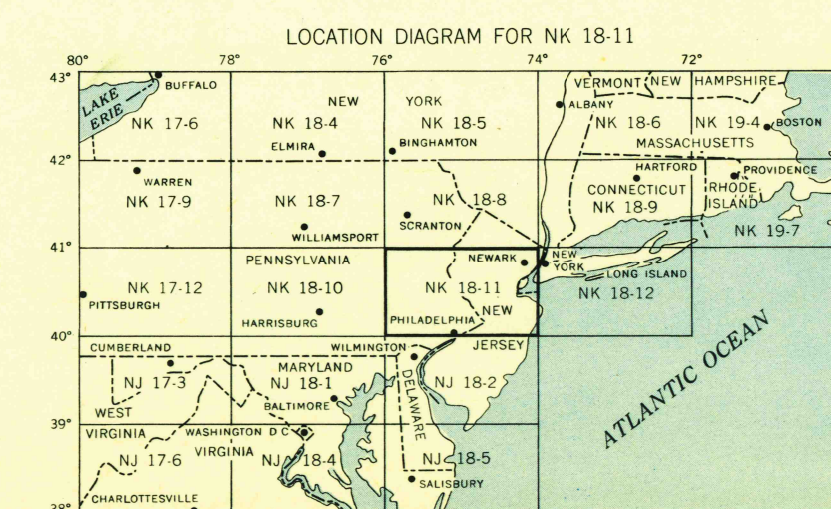 LOCATION DIAGRAM FOR NK 18-11
80° 78° 76° 74° 72°
43°
BUFFALO
LAKE ERIE
NEW YORK
VERMONT NEW HAMPSHIRE
ALBANY
NK 17-6 NK 18-4 NK 18-5 NK 18-6 NK 19-4 BOSTON
ELMIRA BINGHAMTON MASSACHUSETTS
42°
WARREN HARTFORD PROVIDENCE
NK 17-9 NK 18-7 NK 18-8 CONNECTICUT RHODE ISLAND
NK 18-9
WILLIAMSPORT SCRANTON NK 19-7
41°
PENNSYLVANIA NEWARK NEW YORK
LONG ISLAND
NK 17-12 NK 18-10 NK 18-11 NK 18-12
PITTSBURGH HARRISBURG PHILADELPHIA NEW JERSEY
40°
CUMBERLAND WILMINGTON
MARYLAND
NJ 17-3 NJ 18-1 DELAWARE NJ 18-2
ATLANTIC OCEAN
WEST VIRGINIA BALTIMORE
39°
WASHINGTON D C
VIRGINIA
NJ 17-6 NJ 18-4 NJ 18-5
SALISBURY
CHARLOTTESVILLE
38°